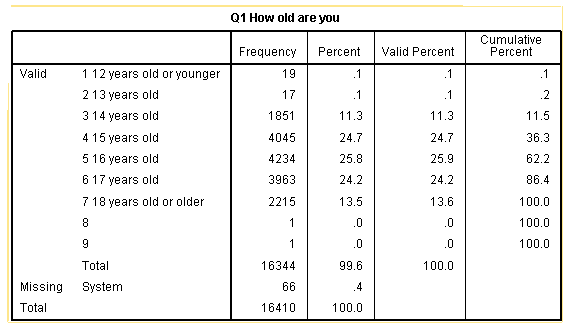 Q1 How old are you
Frequency Percent Valid Percent Cumulative Percent
Valid 1 12 years old or younger 19 .1 .1 .1
2 13 years old 17 .1 .1 .2
3 14 years old 1851 11.3 11.3 11.5
4 15 years old 4045 24.7 24.7 36.3
5 16 years old 4234 25.8 25.9 62.2
6 17 years old 3963 24.2 24.2 86.4
7 18 years old or older 2215 13.5 13.6 100.0
8 1 .0 .0 100.0
9 1 .0 .0 100.0
Total 16344 99.6 100.0
Missing System 66 .4
Total 16410 100.0